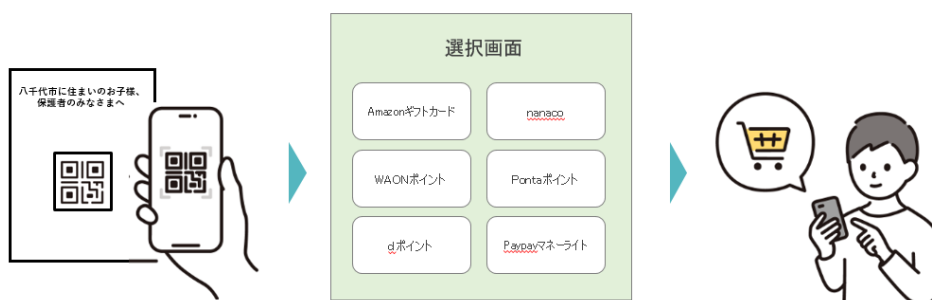 八千代市に住まいのお子様、
保護者のみなさまへ
選択画面
Amazonギフトカード
nanaco
WAONポイント
Pontaポイント
dポイント
Paypayマネーライト